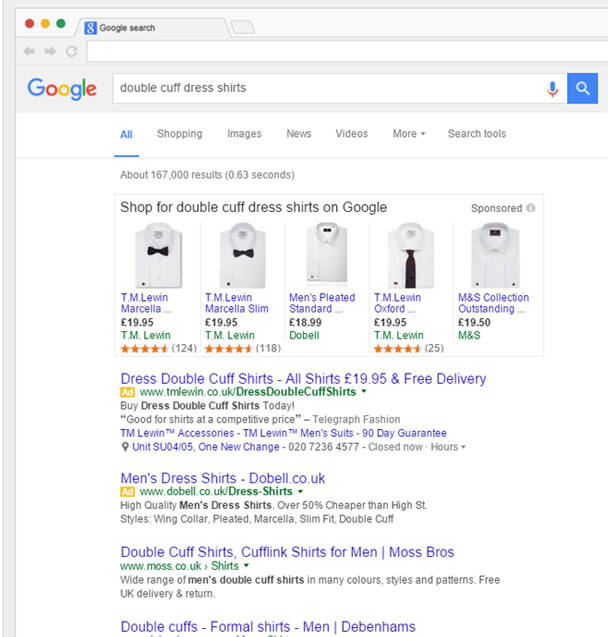 Google search
Google
double cuff dress shirts
All Shopping Images News Videos More Search tools
About 167,000 results (0.63 seconds)
Shop for double cuff dress shirts on Google Sponsored
T.M.Lewin Marcella ...
£19.95
T.M. Lewin
(124)
T.M.Lewin Marcella Slim
£19.95
T.M. Lewin
(118)
Men's Pleated Standard ...
£18.99
Dobell
T.M.Lewin Oxford ...
£19.95
T.M. Lewin
(25)
M&S Collection Outstanding ...
£19.50
M&S
Dress Double Cuff Shirts - All Shirts £19.95 & Free Delivery
Ad www.tmlewin.co.uk/DressDoubleCuffShirts
Buy Dress Double Cuff Shirts Today!
“Good for shirts at a competitive price” – Telegraph Fashion
TM Lewin™ Accessories - TM Lewin™ Men's Suits - 90 Day Guarantee
Unit SU04/05, One New Change - 020 7236 4577 - Closed now · Hours
Men's Dress Shirts - Dobell.co.uk
Ad www.dobell.co.uk/Dress-Shirts
High Quality Men's Dress Shirts. Over 50% Cheaper than High St.
Styles: Wing Collar, Pleated, Marcella, Slim Fit, Double Cuff
Double Cuff Shirts, Cufflink Shirts for Men | Moss Bros
www.moss.co.uk › Shirts
Wide range of men's double cuff shirts in many colours, styles and patterns. Free
UK delivery & return.
Double cuffs - Formal shirts - Men | Debenhams